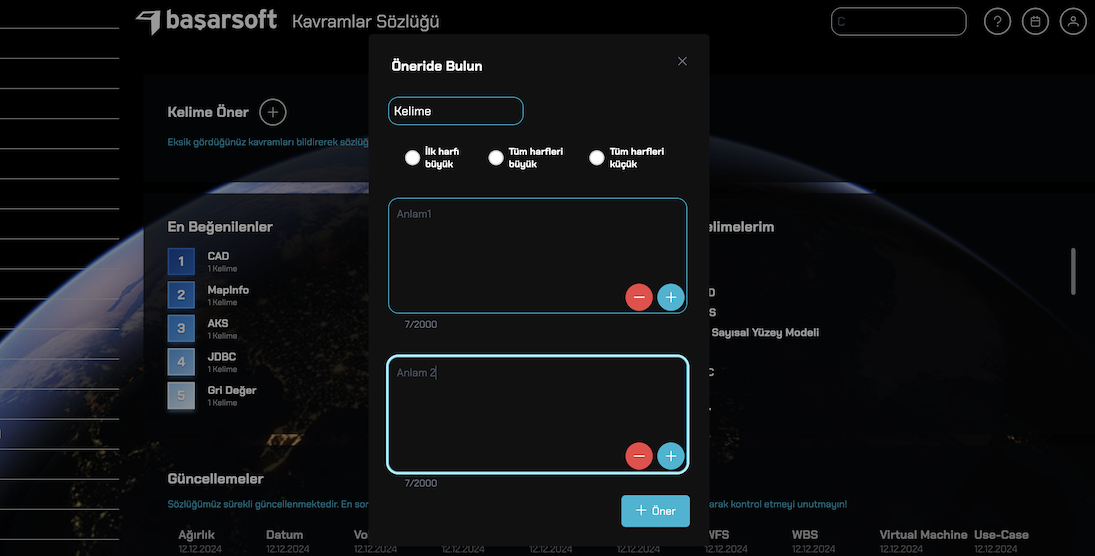 başarsoft Kavramlar Sözlüğü
C
?
Öneride Bulun
Kelime Öner
Kelime
Eksik gördüğünüz kavramları bildirerek sözlüğ
İlk harfi büyük
Tüm harfleri büyük
Tüm harfleri küçük
En Beğenilenler
elimelerim
Anlam1
1 CAD
1 Kelime
2 MapInfo
1 Kelime
3 AKS
1 Kelime
4 JDBC
1 Kelime
5 Gri Değer
1 Kelime
D
S
Sayısal Yüzey Modeli
C
7/2000
Anlam 2
7/2000
Güncellemeler
Sözlüğümüz sürekli güncellenmektedir. En son
arak kontrol etmeyi unutmayın!
+ Öner
Ağırlık Datum Vo WFS WBS Virtual Machine Use-Case
12.12.2024 12.12.2024 12.12.2024 12.12.2024 12.12.2024 12.12.2024 12.12.2024 12.12.2024 12.12.2024 12.12.2024